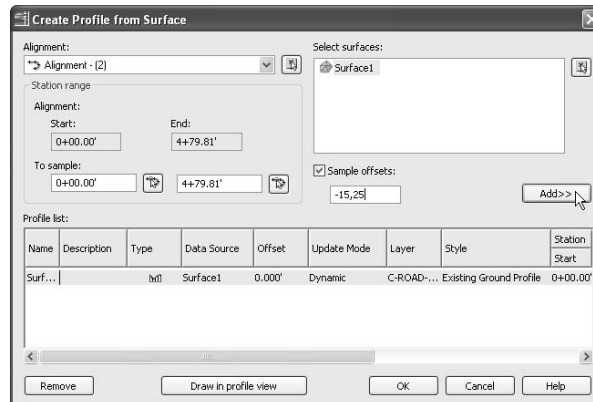 Create Profile from Surface
Alignment:
Alignment - (2)
Select surfaces:
Surface1
Station range
Alignment:
Start:
End:
0+00.00'
4+79.81'
To sample:
0+00.00'
4+79.81'
Sample offsets:
-15,25
Add>>
Profile list:
Name Description Type Data Source Offset Update Mode Layer Style Station
Start
Surf... Surface1 0.000' Dynamic C-ROAD-... Existing Ground Profile 0+00.00'
Remove
Draw in profile view
OK
Cancel
Help